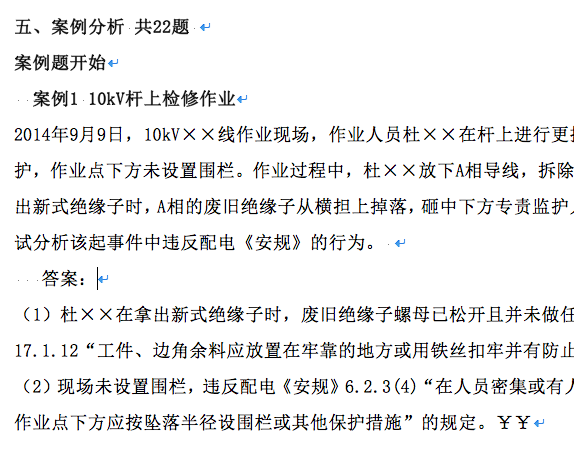 五、案例分析 共22题
案例题开始
案例1 10kV杆上检修作业
2014年9月9日，10kV××线作业现场，作业人员杜××在杆上进行更
护，作业点下方未设置围栏。作业过程中，杜××放下A相导线，拆除
出新式绝缘子时，A相的废旧绝缘子从横担上掉落，砸中下方专责监护
试分析该起事件中违反配电《安规》的行为。
答案：
（1）杜××在拿出新式绝缘子时，废旧绝缘子螺母已松开且并未做任
17.1.12“工件、边角余料应放置在牢靠的地方或用铁丝扣牢并有防止
（2）现场未设置围栏，违反配电《安规》6.2.3(4)“在人员密集或有人
作业点下方应按坠落半径设围栏或其他保护措施”的规定。￥￥